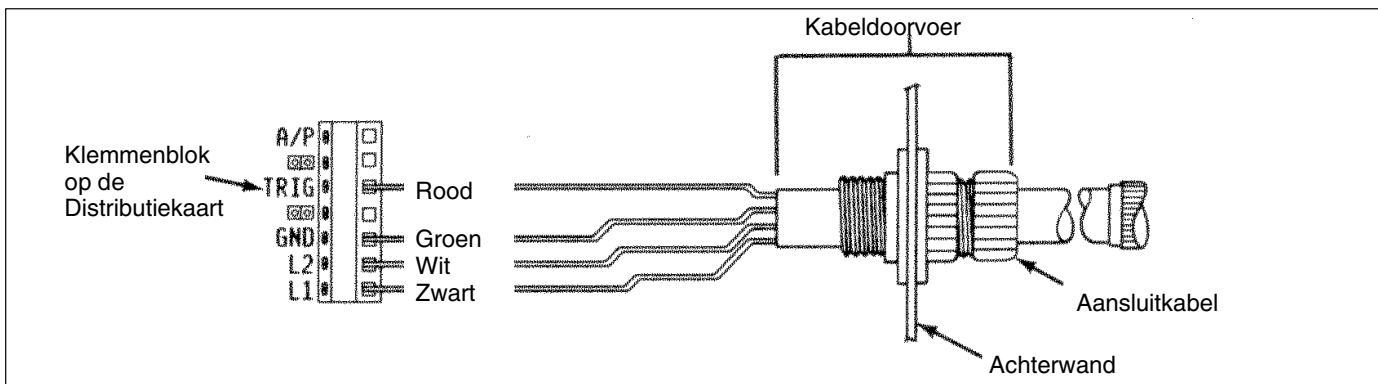 Kabeldoorvoer
A/P
Klemmenblok
op de
Distributiekaart
TRIG
Rood
GND
Groen
L2
Wit
L1
Zwart
Aansluitkabel
Achterwand